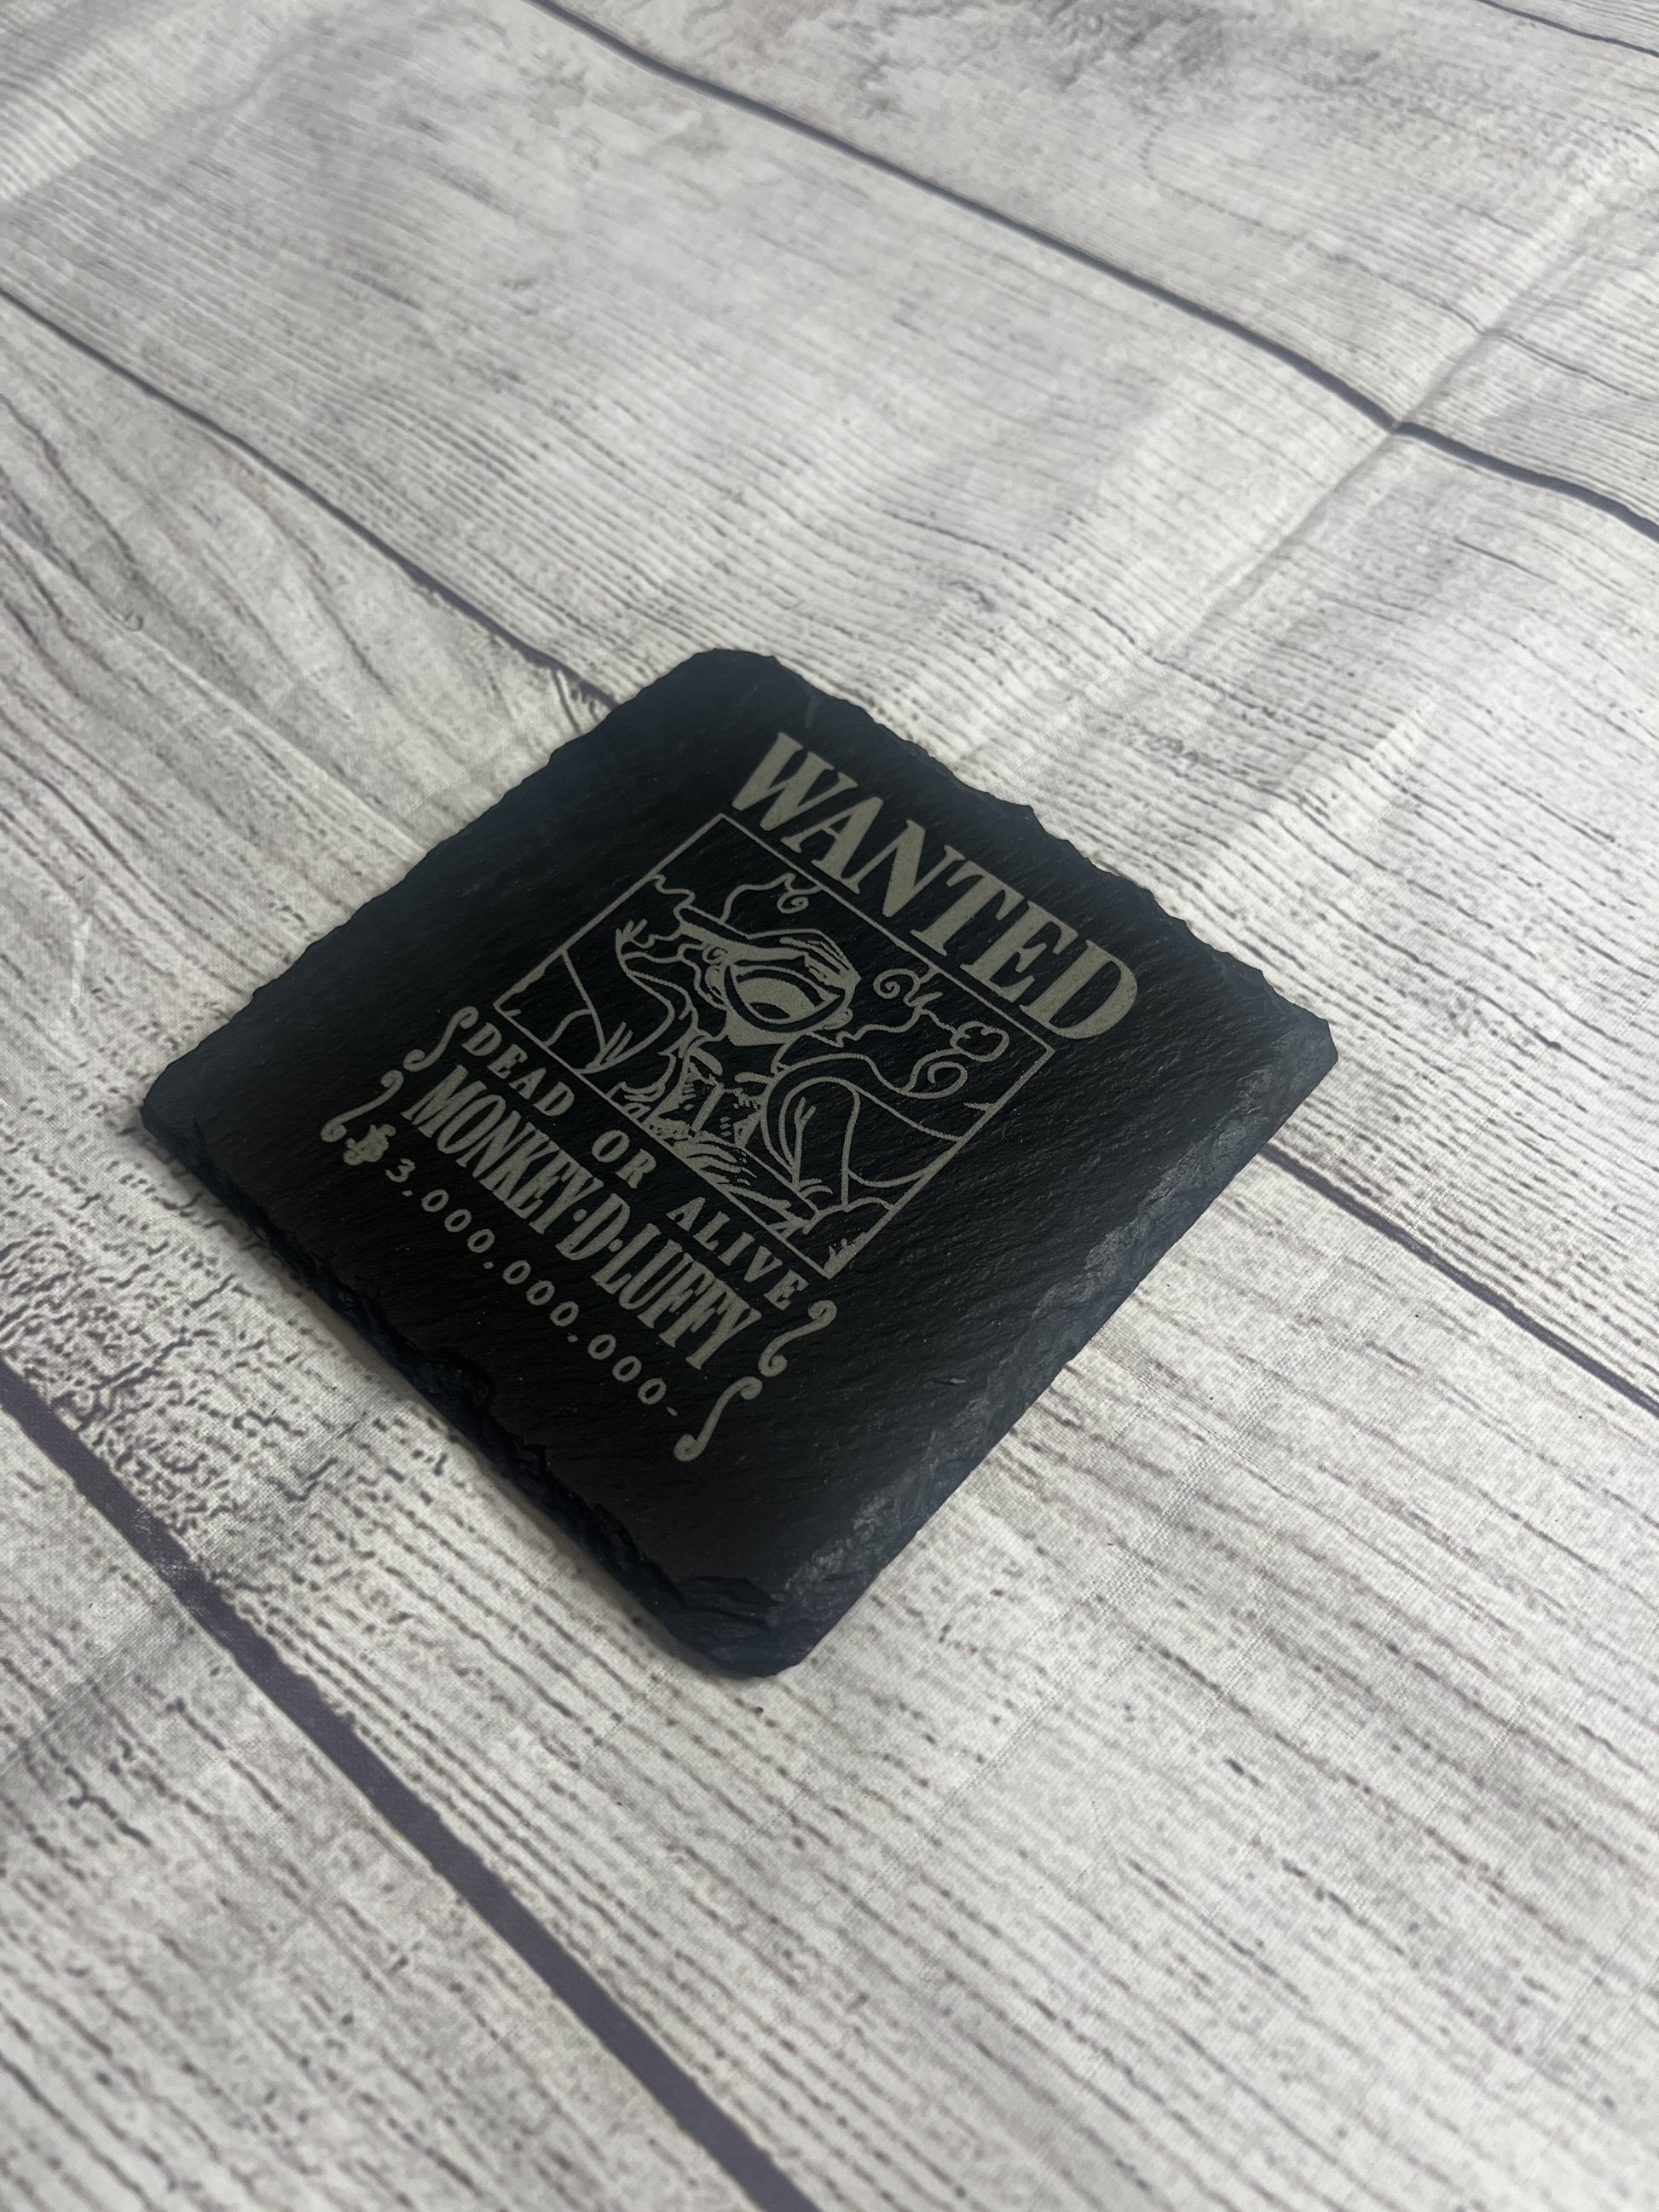 WANTED
DEAD OR ALIVE
MONKEY·D·LUFFY
฿3,000,000,000-